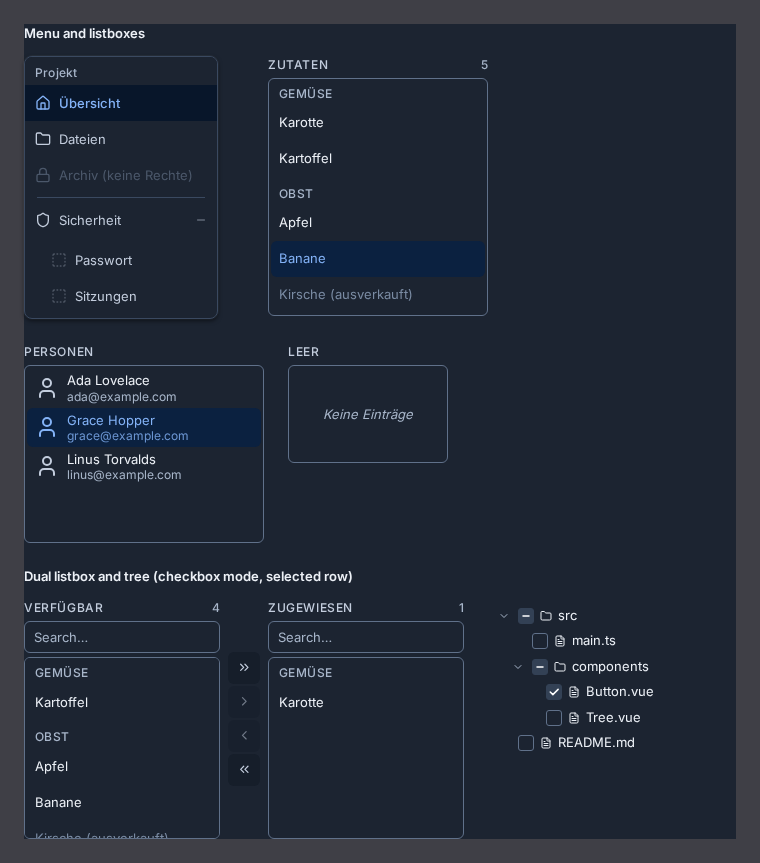 Menu and listboxes
Projekt
Übersicht
Dateien
Archiv (keine Rechte)
Sicherheit
Passwort
Sitzungen
ZUTATEN 5
GEMÜSE
Karotte
Kartoffel
OBST
Apfel
Banane
Kirsche (ausverkauft)
PERSONEN
Ada Lovelace
ada@example.com
Grace Hopper
grace@example.com
Linus Torvalds
linus@example.com
LEER
Keine Einträge
Dual listbox and tree (checkbox mode, selected row)
VERFÜGBAR 4
Search...
GEMÜSE
Kartoffel
OBST
Apfel
Banane
Kirsche (ausverkauft)
ZUGEWIESEN 1
Search...
GEMÜSE
Karotte
src
main.ts
components
Button.vue
Tree.vue
README.md